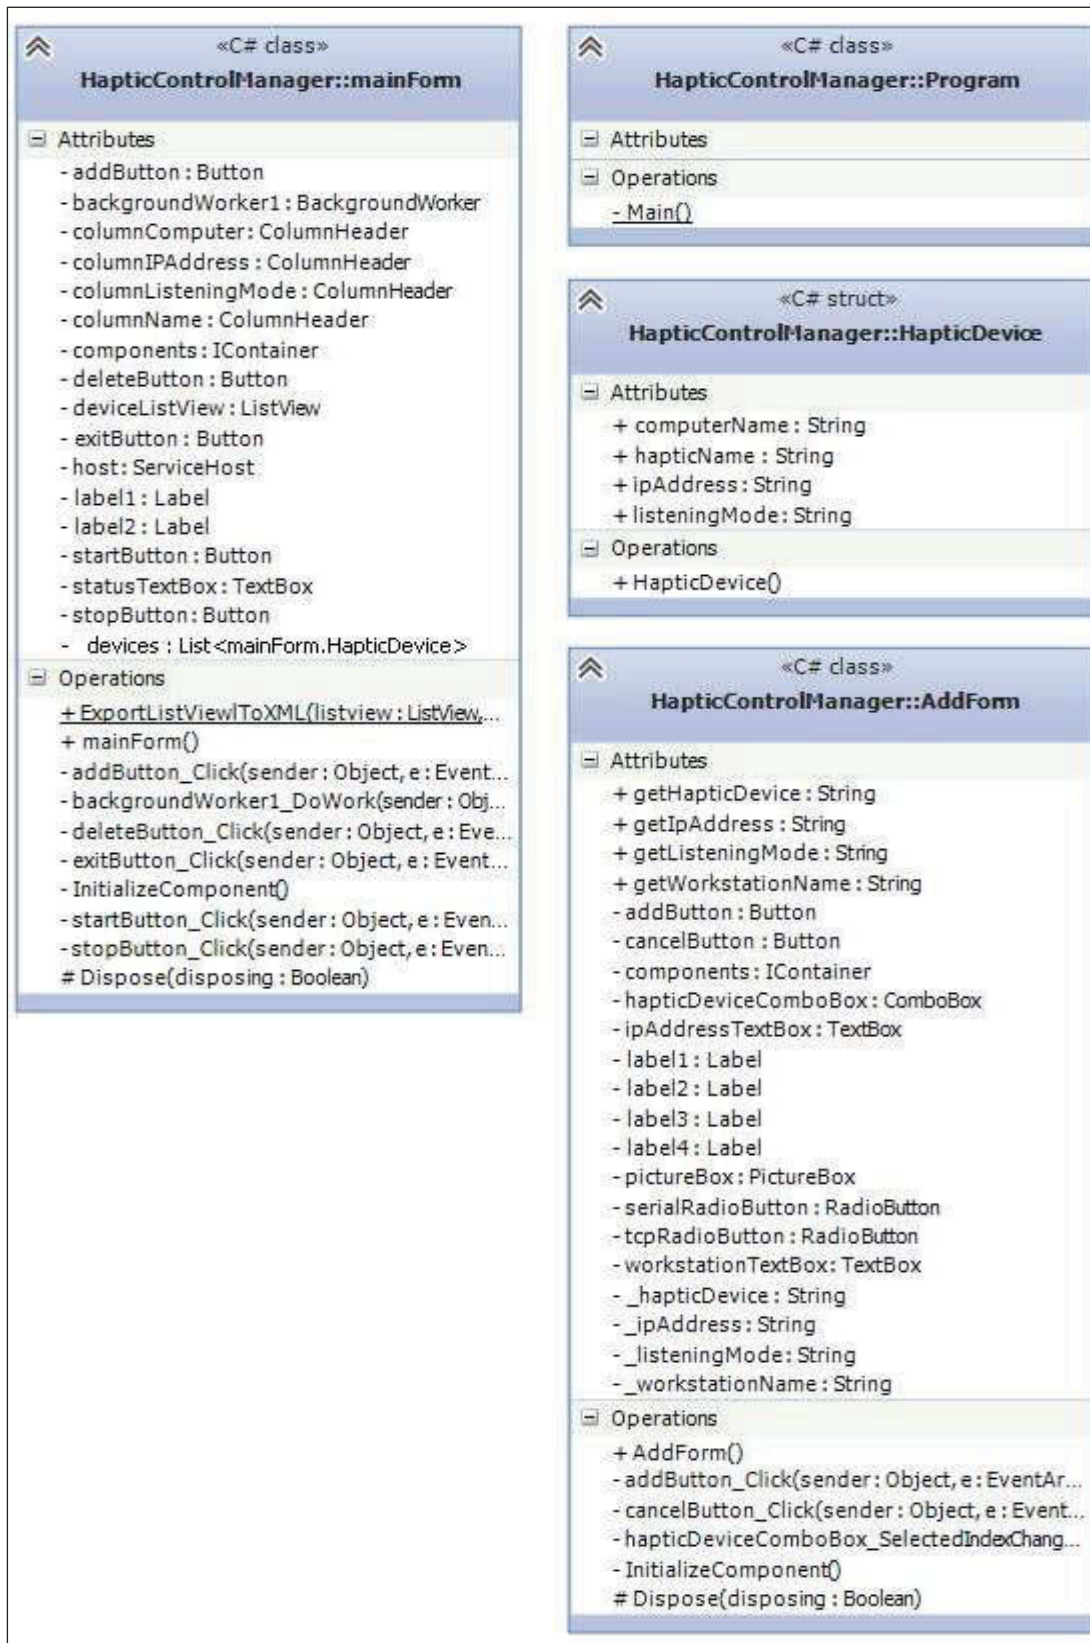 «C# class»
HapticControlManager::mainForm
Attributes
- addButton : Button
- backgroundWorker1 : BackgroundWorker
- columnComputer : ColumnHeader
- columnIPAddress : ColumnHeader
- columnListeningMode : ColumnHeader
- columnName : ColumnHeader
- components : IContainer
- deleteButton : Button
- deviceListView : ListView
- exitButton : Button
- host : ServiceHost
- label1 : Label
- label2 : Label
- startButton : Button
- statusTextBox : TextBox
- stopButton : Button
- devices : List<mainForm.HapticDevice>
Operations
+ ExportListViewlToXML(listview : ListView,...
+ mainForm()
- addButton_Click(sender : Object, e : Event...
- backgroundWorker1_DoWork(sender : Obj...
- deleteButton_Click(sender : Object, e : Eve...
- exitButton_Click(sender : Object, e : Event...
- InitializeComponent()
- startButton_Click(sender : Object, e : Even...
- stopButton_Click(sender : Object, e : Even...
# Dispose(disposing : Boolean)
«C# class»
HapticControlManager::Program
Attributes
Operations
- Main()
«C# struct»
HapticControlManager::HapticDevice
Attributes
+ computerName : String
+ hapticName : String
+ ipAddress : String
+ listeningMode : String
Operations
+ HapticDevice()
«C# class»
HapticControlManager::AddForm
Attributes
+ getHapticDevice : String
+ getIpAddress : String
+ getListeningMode : String
+ getWorkstationName : String
- addButton : Button
- cancelButton : Button
- components : IContainer
- hapticDeviceComboBox : ComboBox
- ipAddressTextBox : TextBox
- label1 : Label
- label2 : Label
- label3 : Label
- label4 : Label
- pictureBox : PictureBox
- serialRadioButton : RadioButton
- tcpRadioButton : RadioButton
- workstationTextBox : TextBox
- _hapticDevice : String
- _ipAddress : String
- _listeningMode : String
- _workstationName : String
Operations
+ AddForm()
- addButton_Click(sender : Object, e : EventAr...
- cancelButton_Click(sender : Object, e : Event...
- hapticDeviceComboBox_SelectedIndexChang...
- InitializeComponent()
# Dispose(disposing : Boolean)